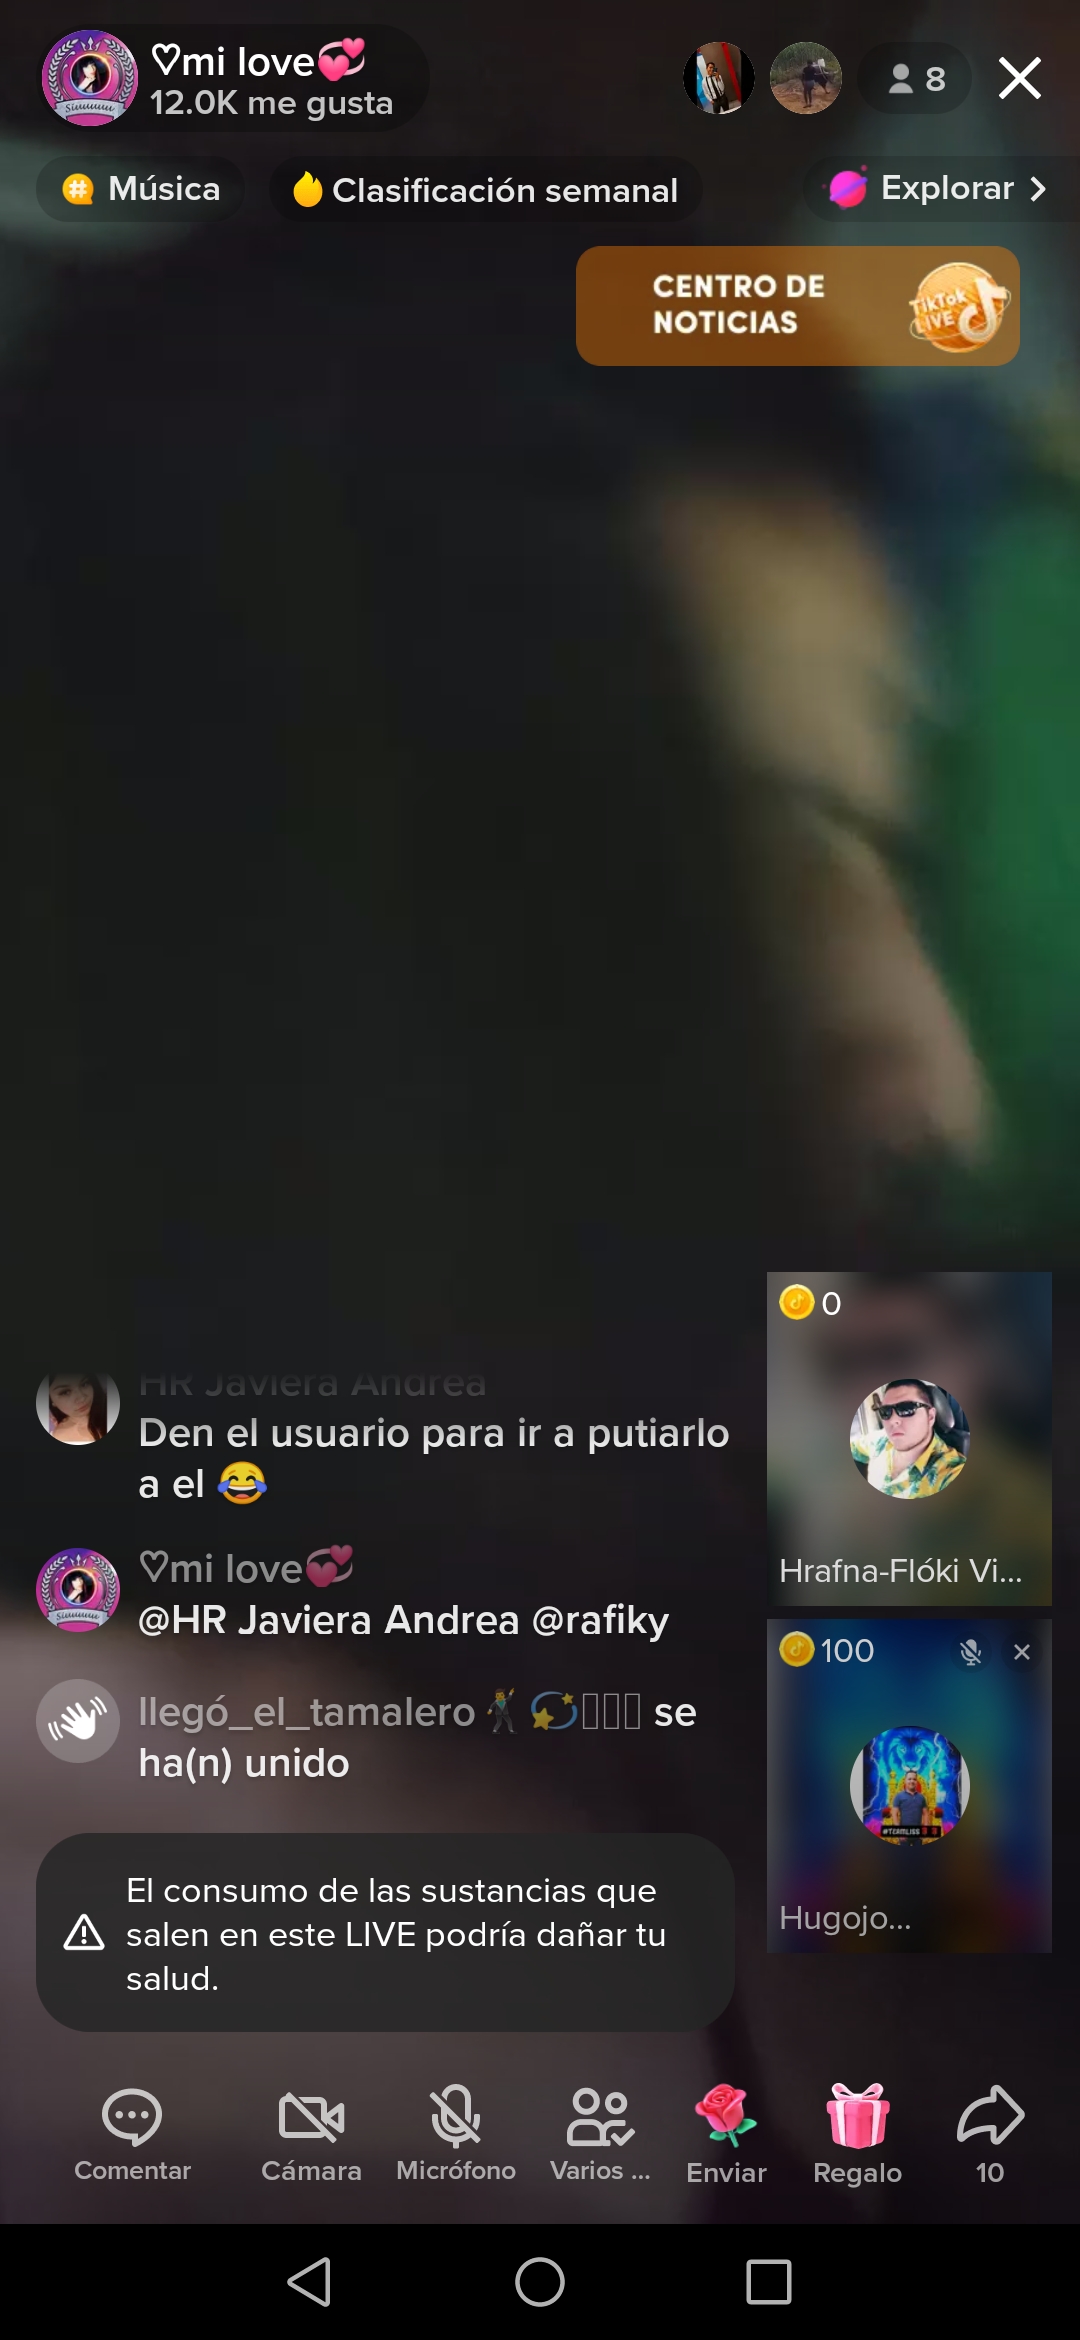 ♡mi love💞
12.0K me gusta
8
Música
Clasificación semanal
Explorar
CENTRO DE
NOTICIAS
TikTok
LIVE
0
HR Javiera Andrea
Den el usuario para ir a putiarlo
a el 😂
Hrafna-Flóki Vi...
♡mi love💞
@HR Javiera Andrea @rafiky
100
llegó_el_tamalero🕺💫 se
ha(n) unido
#TEAMLISS
Hugojo...
El consumo de las sustancias que
salen en este LIVE podría dañar tu
salud.
Comentar
Cámara
Micrófono
Varios ...
Enviar
Regalo
10